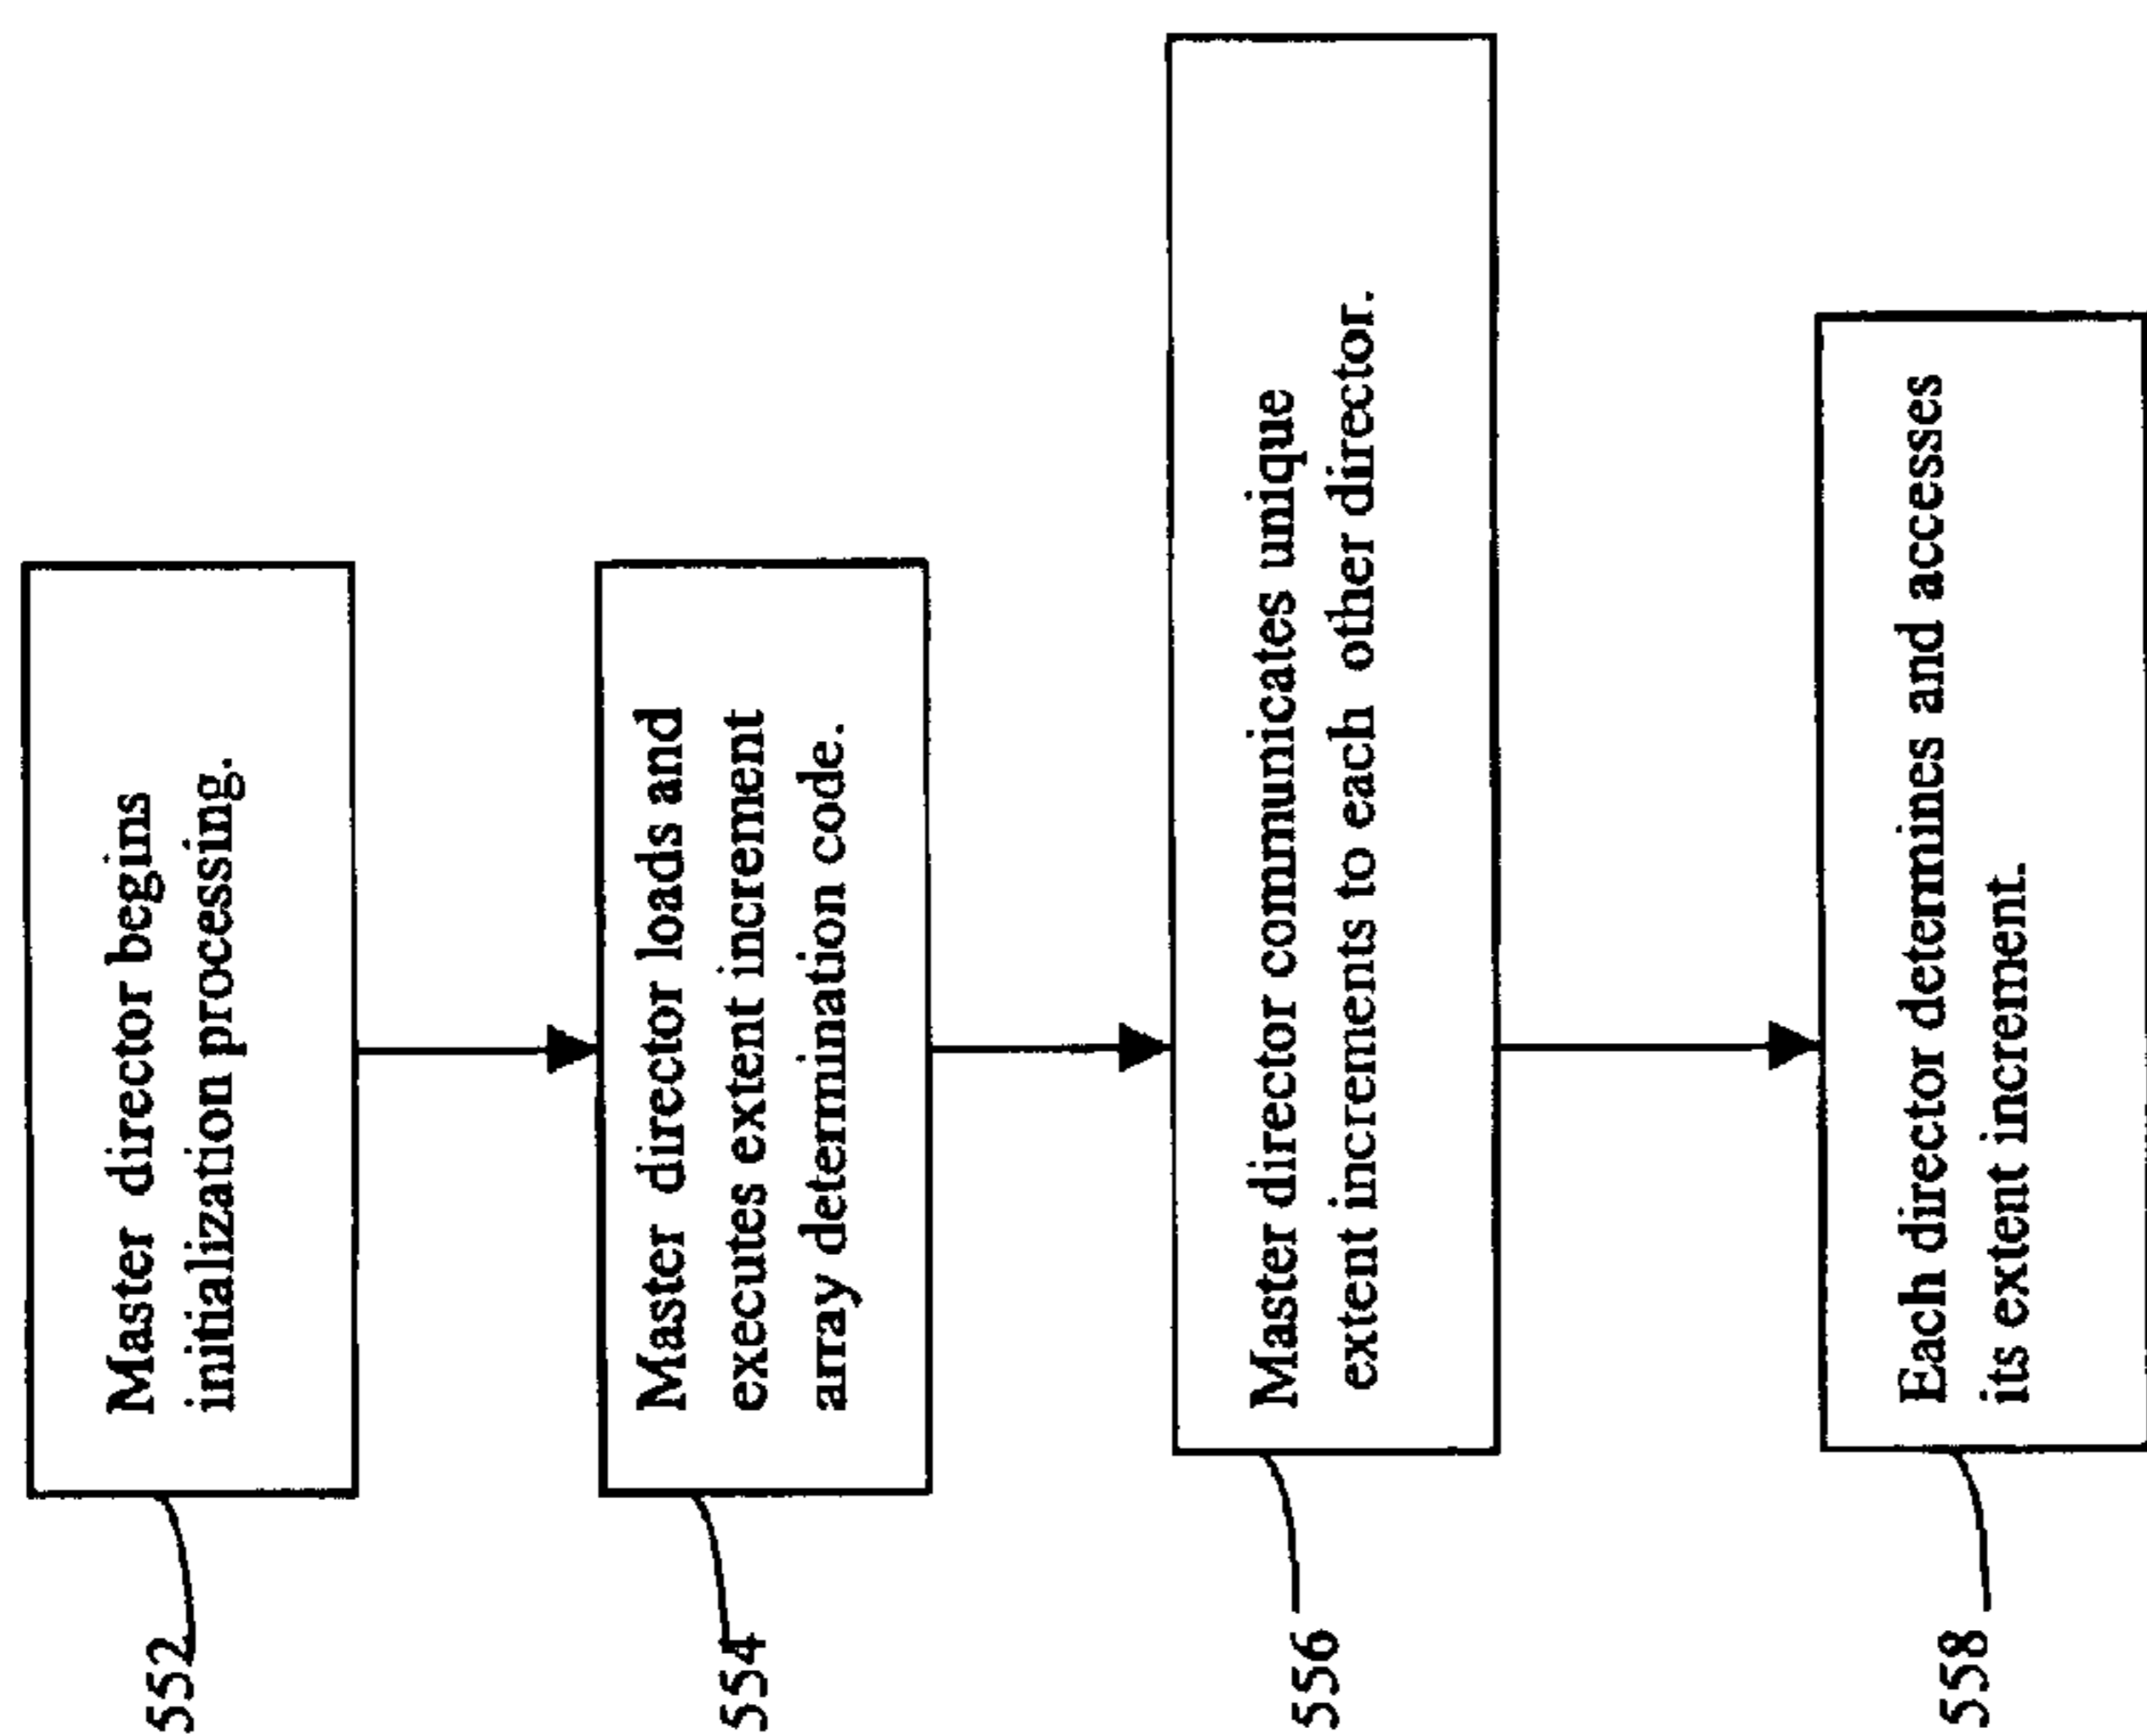 552
Master director begins
initialization processing.
554
Master director loads and
executes extent increment
array determination code.
556
Master director communicates unique
extent increments to each other director.
558
Each director determines and accesses
its extent increment.